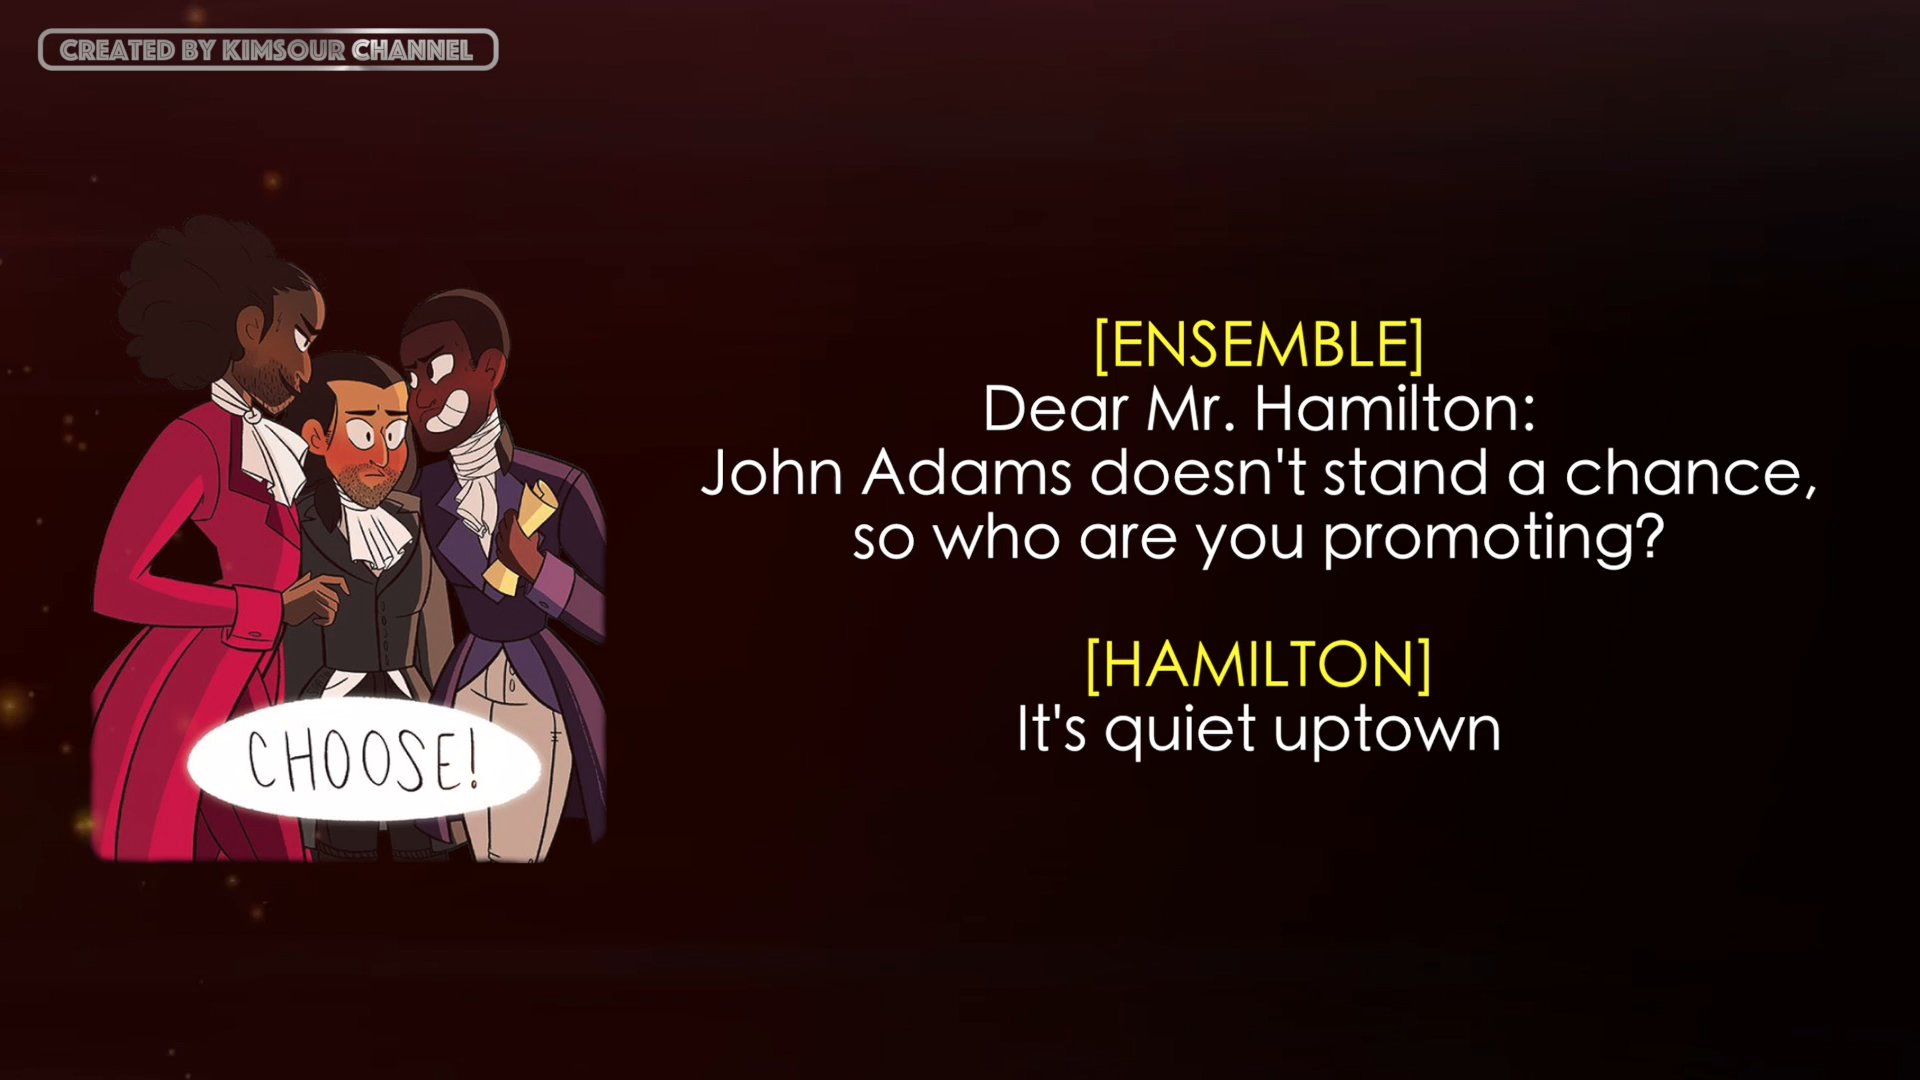 CREATED BY KIMSOUR CHANNEL
[ENSEMBLE]
Dear Mr. Hamilton:
John Adams doesn't stand a chance,
so who are you promoting?
[HAMILTON]
It's quiet uptown
CHOOSE!